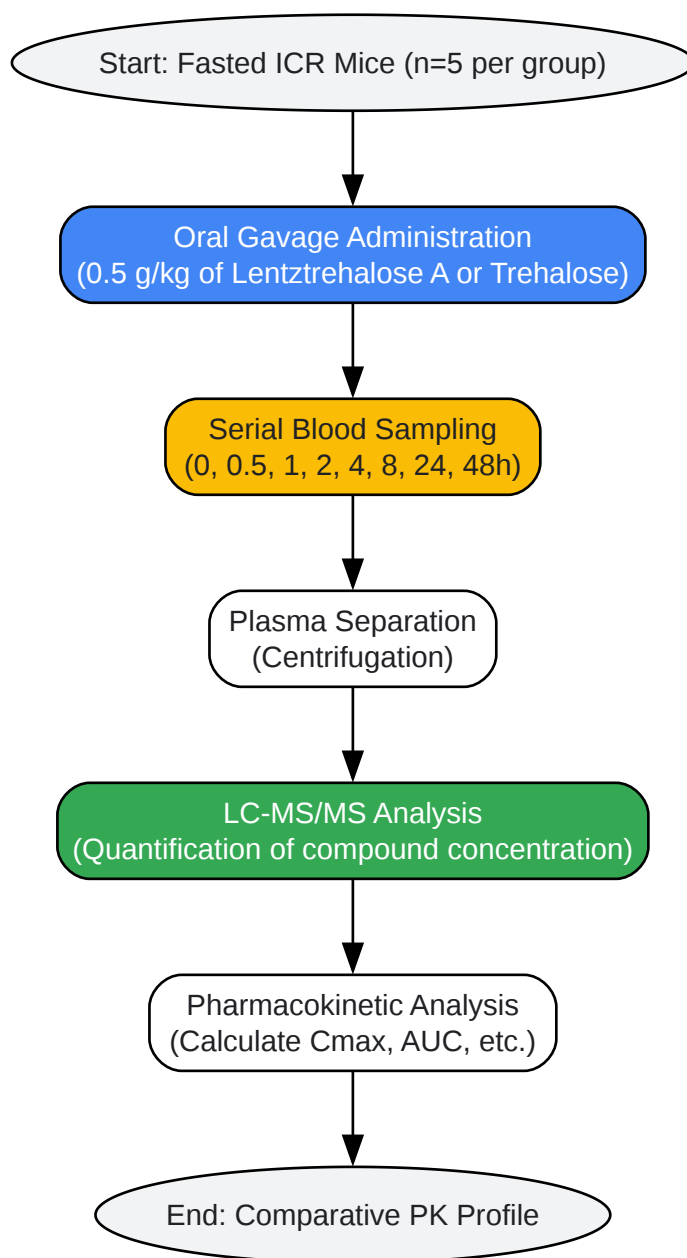 Start: Fasted ICR Mice (n=5 per group)
Oral Gavage Administration
(0.5 g/kg of Lentztrehalose A or Trehalose)
Serial Blood Sampling
(0, 0.5, 1, 2, 4, 8, 24, 48h)
Plasma Separation
(Centrifugation)
LC-MS/MS Analysis
(Quantification of compound concentration)
Pharmacokinetic Analysis
(Calculate Cmax, AUC, etc.)
End: Comparative PK Profile